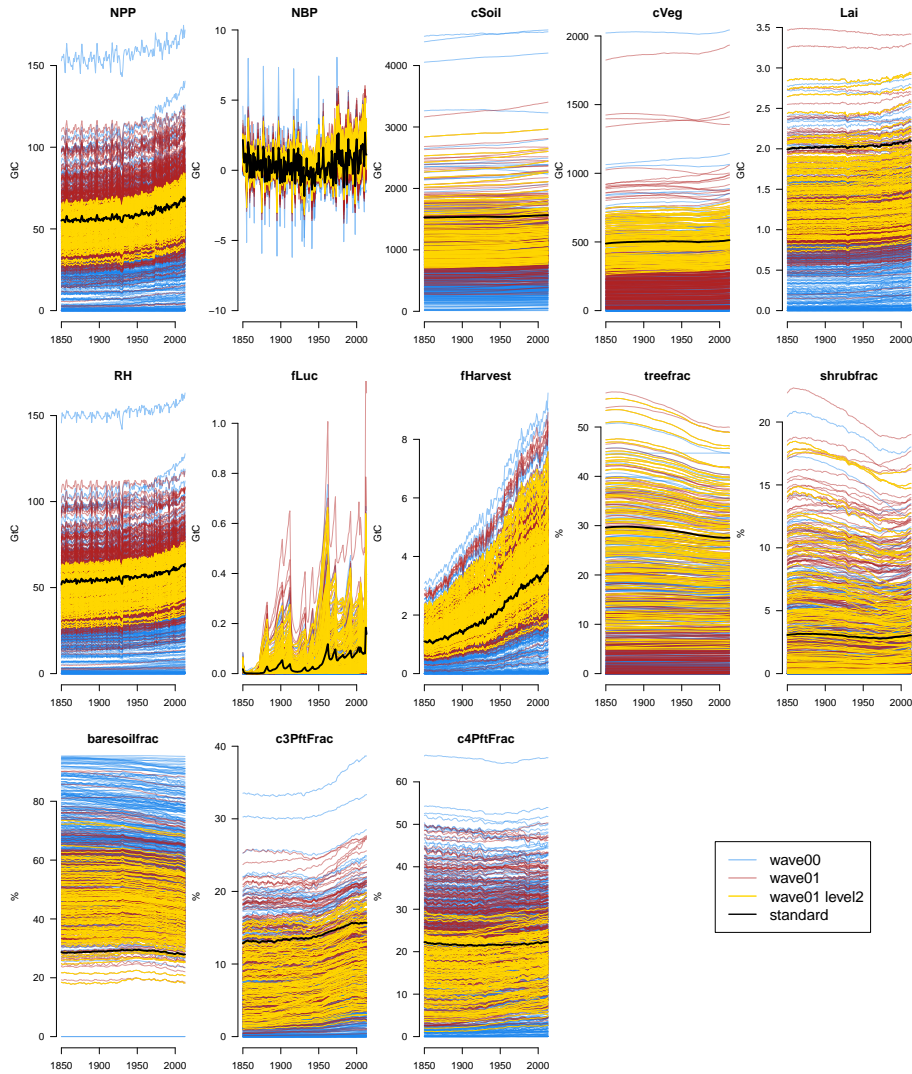 NPP NBP cSoil cVeg Lai
GtC GtC GtC GtC
0 50 100 150
−10 −5 0 5 10
0 1000 2000 3000 4000
0 500 1000 1500 2000
0.0 0.5 1.0 1.5 2.0 2.5 3.0 3.5
1850 1900 1950 2000 1850 1900 1950 2000 1850 1900 1950 2000 1850 1900 1950 2000 1850 1900 1950 2000
RH fLuc fHarvest treefrac shrubfrac
GtC GtC % %
0 50 100 150
0.0 0.2 0.4 0.6 0.8 1.0
0 2 4 6 8
0 10 20 30 40 50
0 5 10 15 20
1850 1900 1950 2000 1850 1900 1950 2000 1850 1900 1950 2000 1850 1900 1950 2000 1850 1900 1950 2000
baresoilfrac c3PftFrac c4PftFrac
% %
0 20 40 60 80
0 10 20 30 40
0 10 20 30 40 50 60
1850 1900 1950 2000 1850 1900 1950 2000 1850 1900 1950 2000
wave00
wave01
wave01 level2
standard